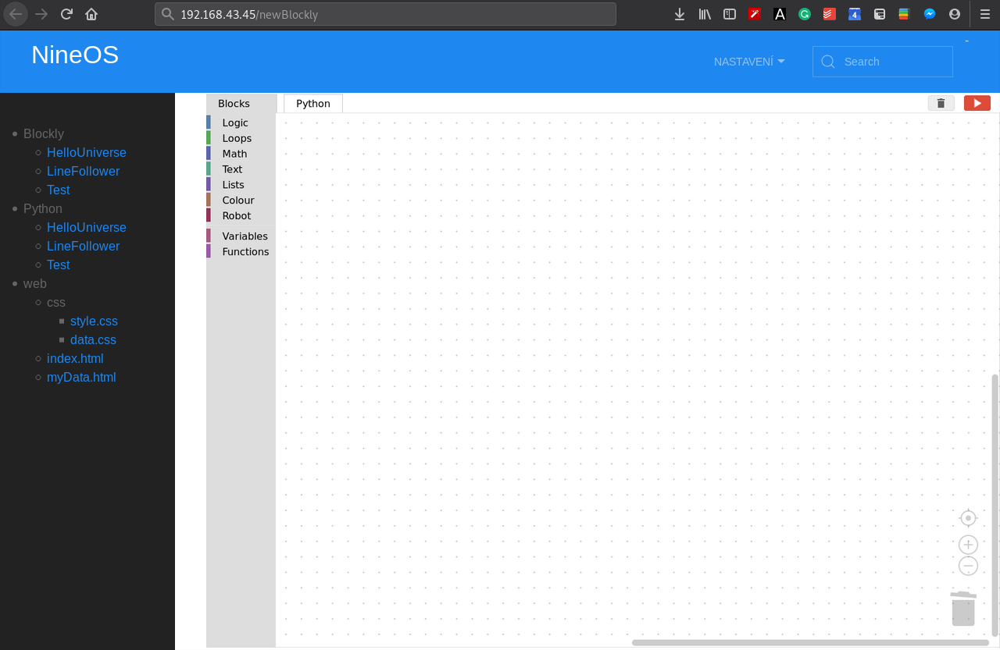 192.168.43.45/newBlockly
A
4
NineOS
NASTAVENÍ
Search
-
Blockly
HelloUniverse
LineFollower
Test
Python
HelloUniverse
LineFollower
Test
web
css
style.css
data.css
index.html
myData.html
Blocks
Python
Logic
Loops
Math
Text
Lists
Colour
Robot
Variables
Functions